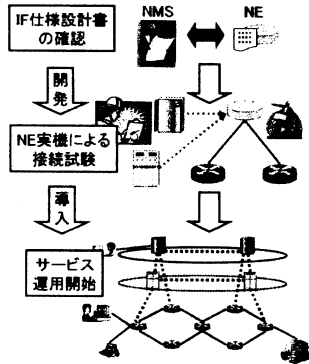 IF仕様設計書
の確認
NMS
NE
開発
NE実機による
接続試験
導入
サービス
運用開始